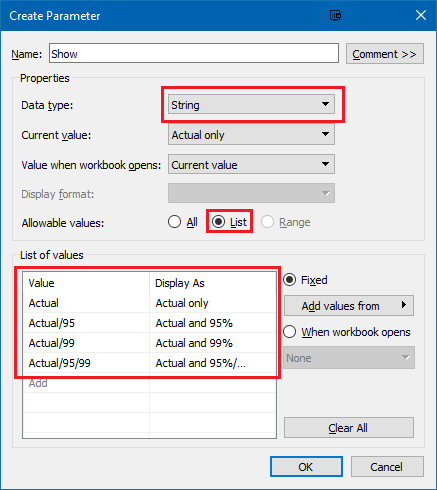 Create Parameter
Name: Show Comment >>
Properties
Data type: String
Current value: Actual only
Value when workbook opens: Current value
Display format:
Allowable values: All List Range
List of values
Value Display As
Actual Actual only
Actual/95 Actual and 95%
Actual/99 Actual and 99%
Actual/95/99 Actual and 95%/...
Add
Fixed
Add values from
When workbook opens
None
Clear All
OK Cancel